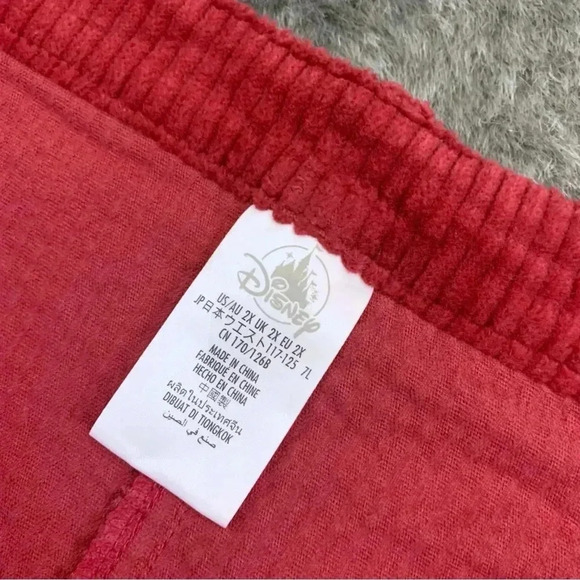 Disney
US/AU 2X UK 2X EU 2X
JP 日本ウエスト117-125 7L
CN 170/126B
MADE IN CHINA
FABRIQUÉ EN CHINE
HECHO EN CHINA
中國製
ผลิตในประเทศจีน
DIBUAT DI TIONGKOK
صنع في الصين